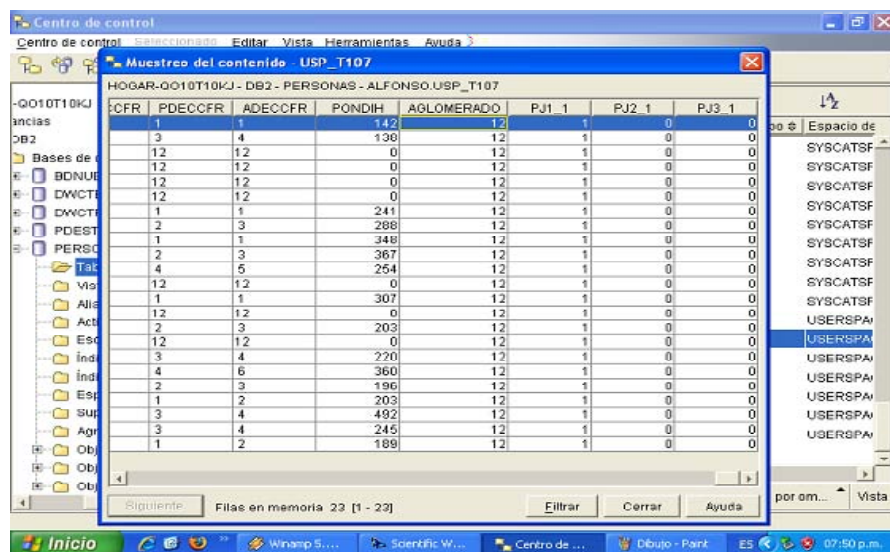 Centro de control
Centro de control Seleccionado Editar Vista Herramientas Ayuda
Muestreo del contenido - USP_T107
HOGAR-QO10T10KJ - DB2 - PERSONAS - ALFONSO.USP_T107
CCFR PDECCFR ADECCFR PONDIH AGLOMERADO PJ1_1 PJ2_1 PJ3_1
1 1 142 12 1 0 0
3 4 138 12 1 0 0
12 12 0 12 1 0 0
12 12 0 12 1 0 0
12 12 0 12 1 0 0
12 12 0 12 1 0 0
1 1 241 12 1 0 0
2 3 288 12 1 0 0
1 1 348 12 1 0 0
2 3 367 12 1 0 0
4 5 254 12 1 0 0
12 12 0 12 1 0 0
1 1 307 12 1 0 0
12 12 0 12 1 0 0
2 3 203 12 1 0 0
12 12 0 12 1 0 0
3 4 220 12 1 0 0
4 6 360 12 1 0 0
2 3 196 12 1 0 0
1 2 203 12 1 0 0
3 4 492 12 1 0 0
3 4 245 12 1 0 0
1 2 189 12 1 0 0
Siguiente Filas en memoria 23 [1 - 23] Filtrar Cerrar Ayuda
-QO10T10KJ
ancias
DB2
Bases de
BDNUE
DWCTI
DWCTI
PDEST
PERSO
Tab
Vis
Alia
Acti
Esq
Índi
Índi
Esp
Sup
Agr
Obj
Obj
Obj
Espacio de
SYSCATSF
SYSCATSF
SYSCATSF
SYSCATSF
SYSCATSF
SYSCATSF
SYSCATSF
SYSCATSF
SYSCATSF
USERSPA
USERSPA
USERSPA
USERSPA
USERSPA
USERSPA
USERSPA
por om... Vista
Inicio Winamp 5.... Scientific W... Centro de ... Dibujo - Paint ES 07:50 p.m.